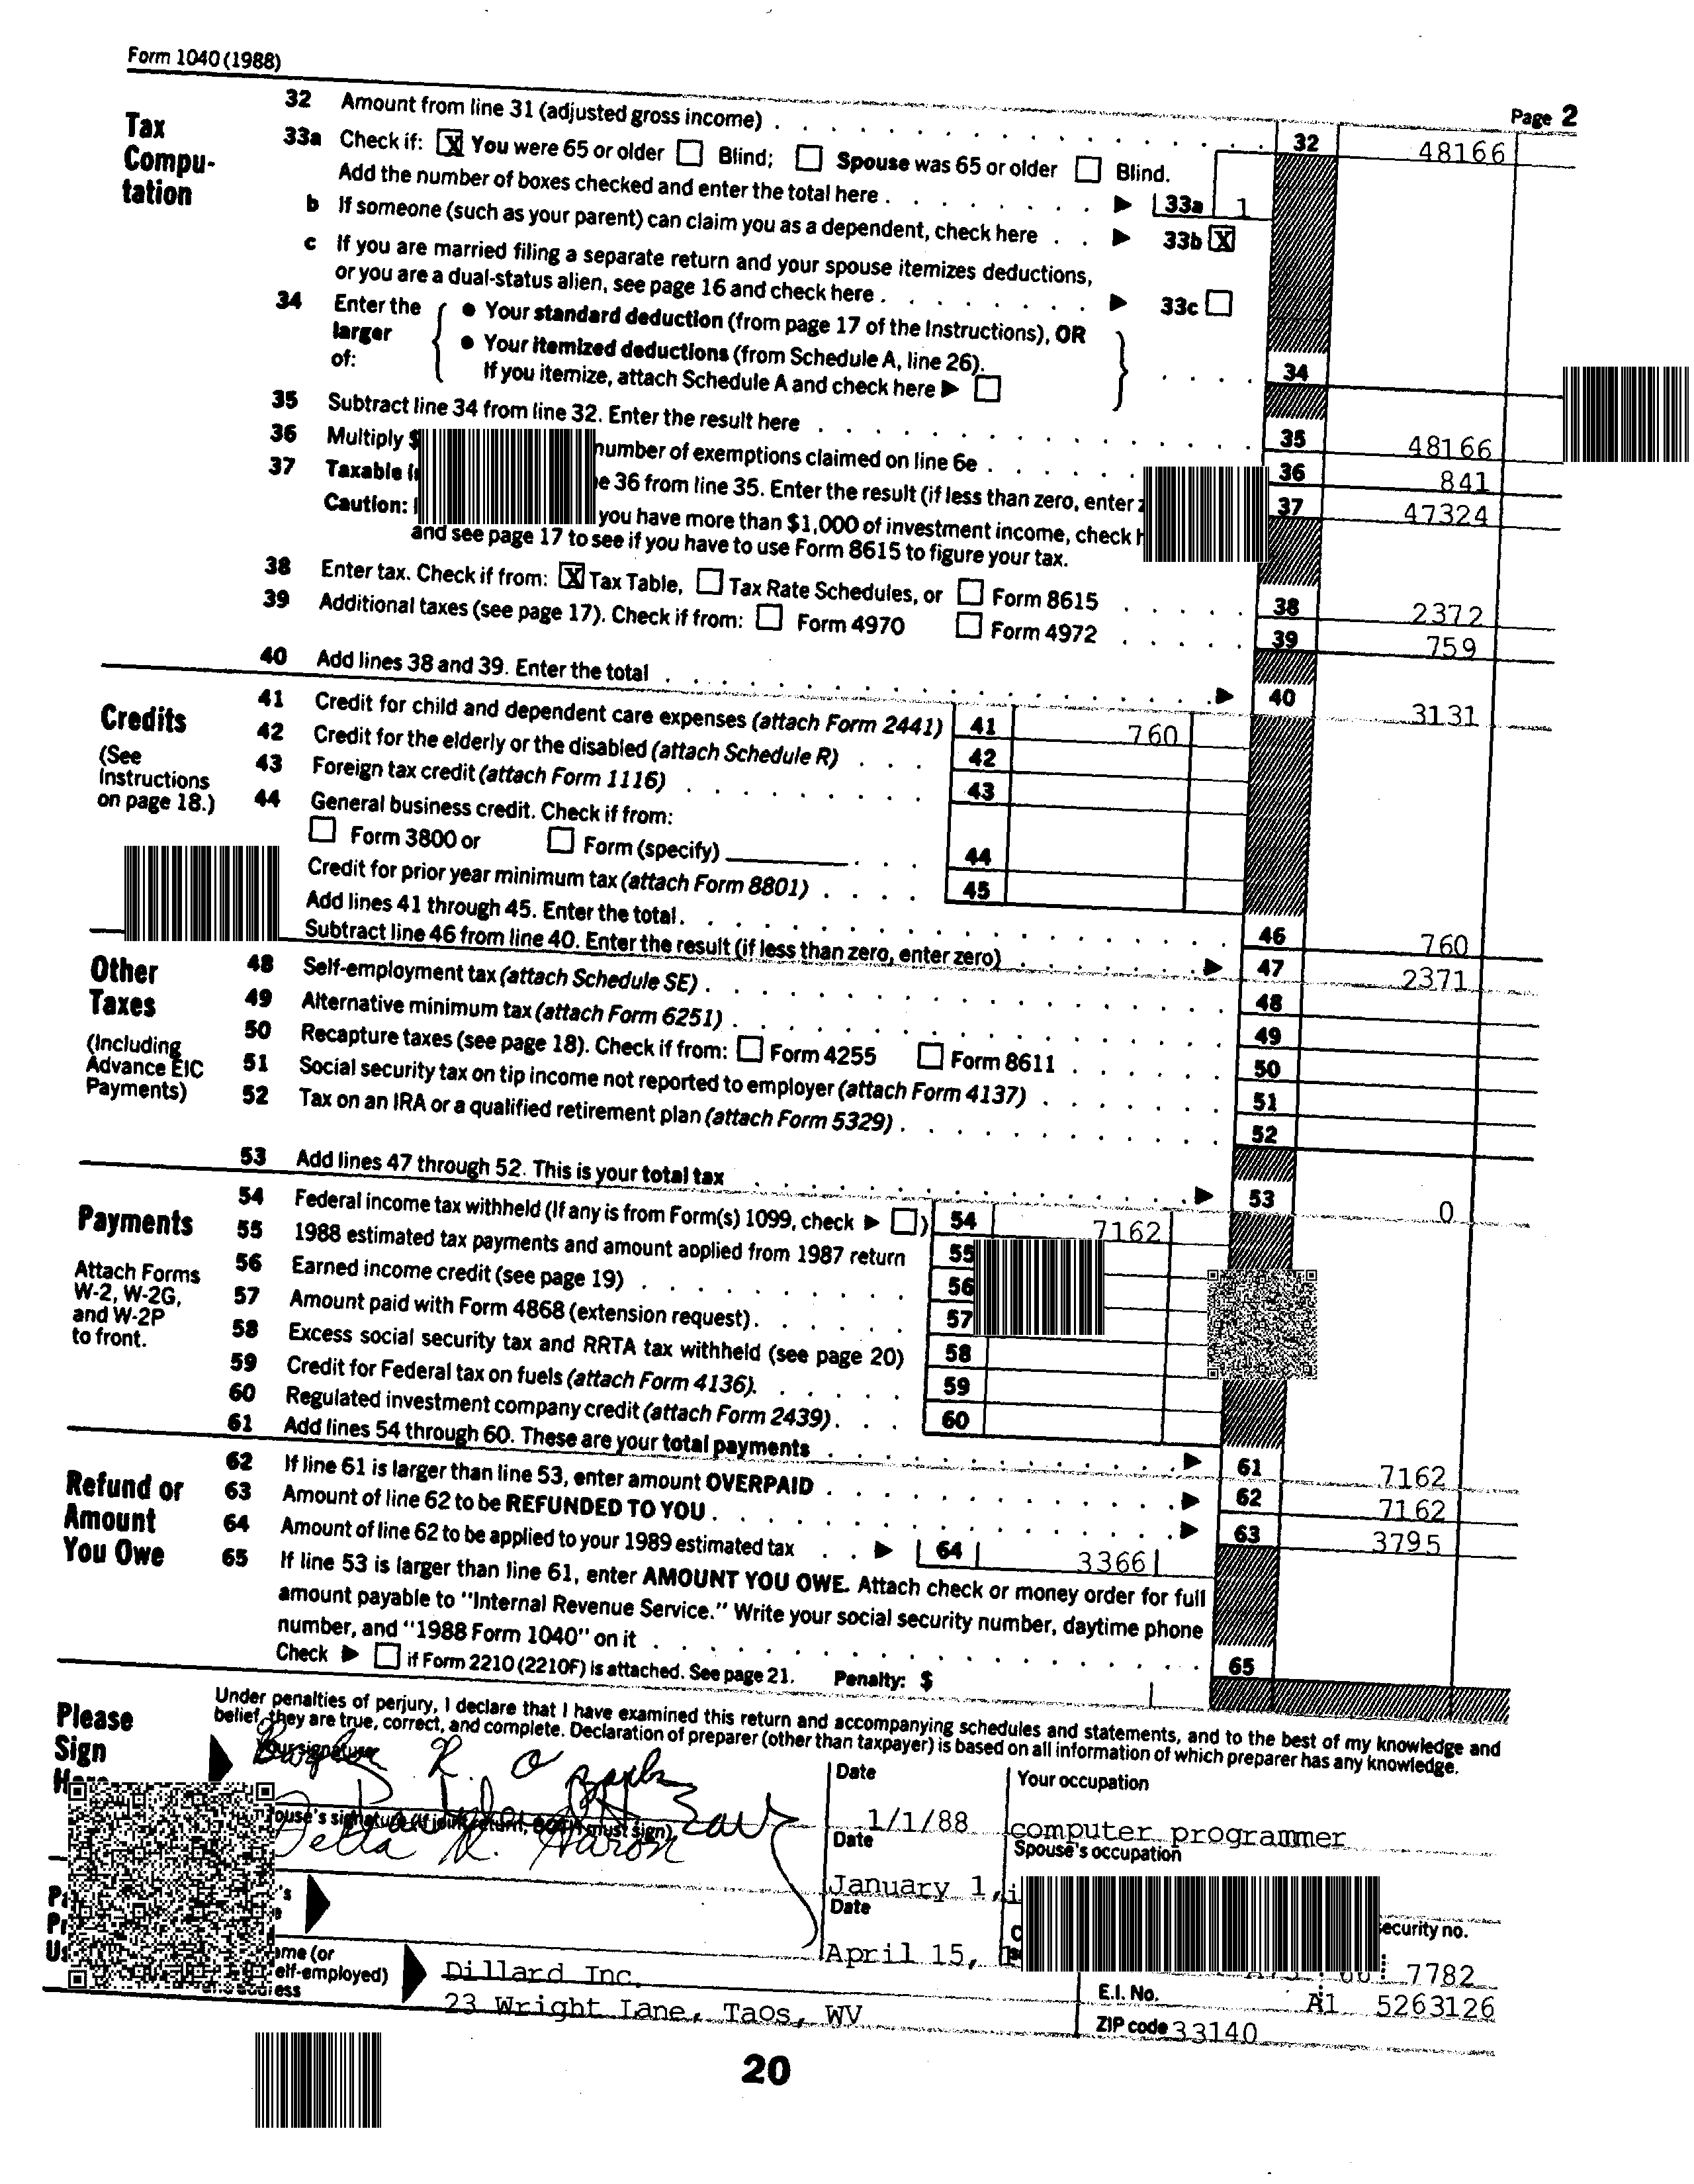 Form 1040 (1988)
Page 2
Tax Compu-tation
32 Amount from line 31 (adjusted gross income) 32 48166
33a Check if: X You were 65 or older Blind; Spouse was 65 or older Blind.
Add the number of boxes checked and enter the total here 33a 1
b If someone (such as your parent) can claim you as a dependent, check here 33b X
c If you are married filing a separate return and your spouse itemizes deductions,
or you are a dual-status alien, see page 16 and check here 33c
34 Enter the larger of:
• Your standard deduction (from page 17 of the Instructions), OR
• Your itemized deductions (from Schedule A, line 26).
If you itemize, attach Schedule A and check here 34
35 Subtract line 34 from line 32. Enter the result here 35 48166
36 Multiply $ number of exemptions claimed on line 6e 36 841
37 Taxable 36 from line 35. Enter the result (if less than zero, enter 37 47324
Caution: you have more than $1,000 of investment income, check
and see page 17 to see if you have to use Form 8615 to figure your tax.
38 Enter tax. Check if from: X Tax Table, Tax Rate Schedules, or Form 8615 38 2372
39 Additional taxes (see page 17). Check if from: Form 4970 Form 4972 39 759
40 Add lines 38 and 39. Enter the total 40 3131
Credits
(See Instructions on page 18.)
41 Credit for child and dependent care expenses (attach Form 2441) 41 760
42 Credit for the elderly or the disabled (attach Schedule R) 42
43 Foreign tax credit (attach Form 1116) 43
44 General business credit. Check if from:
Form 3800 or Form (specify) 44
Credit for prior year minimum tax (attach Form 8801) 45
Add lines 41 through 45. Enter the total 46 760
Subtract line 46 from line 40. Enter the result (if less than zero, enter zero) 47 2371
Other Taxes
(Including Advance EIC Payments)
48 Self-employment tax (attach Schedule SE) 48
49 Alternative minimum tax (attach Form 6251) 49
50 Recapture taxes (see page 18). Check if from: Form 4255 Form 8611 50
51 Social security tax on tip income not reported to employer (attach Form 4137) 51
52 Tax on an IRA or a qualified retirement plan (attach Form 5329) 52
53 Add lines 47 through 52. This is your total tax 53 0
Payments
Attach Forms W-2, W-2G, and W-2P to front.
54 Federal income tax withheld (If any is from Form(s) 1099, check ) 54 7162
55 1988 estimated tax payments and amount applied from 1987 return 55
56 Earned income credit (see page 19) 56
57 Amount paid with Form 4868 (extension request) 57
58 Excess social security tax and RRTA tax withheld (see page 20) 58
59 Credit for Federal tax on fuels (attach Form 4136). 59
60 Regulated investment company credit (attach Form 2439) 60
61 Add lines 54 through 60. These are your total payments 61 7162
Refund or Amount You Owe
62 If line 61 is larger than line 53, enter amount OVERPAID 62 7162
63 Amount of line 62 to be REFUNDED TO YOU 63 3795
64 Amount of line 62 to be applied to your 1989 estimated tax 64 3366
65 If line 53 is larger than line 61, enter AMOUNT YOU OWE. Attach check or money order for full
amount payable to "Internal Revenue Service." Write your social security number, daytime phone
number, and "1988 Form 1040" on it
Check if Form 2210 (2210F) is attached. See page 21. Penalty: $ 65
Please Sign
Under penalties of perjury, I declare that I have examined this return and accompanying schedules and statements, and to the best of my knowledge and
belief, they are true, correct, and complete. Declaration of preparer (other than taxpayer) is based on all information of which preparer has any knowledge.
Your signature
Date
1/1/88
Your occupation
computer programmer
signature (if joint return, BOTH must sign)
Della Aaron
Date
January 1,
Spouse's occupation
Date
April 15,
security no.
7782
(or
Dillard Inc.
E.I. No. A1 5263126
23 Wright Lane, Taos, WV
ZIP code 33140
20